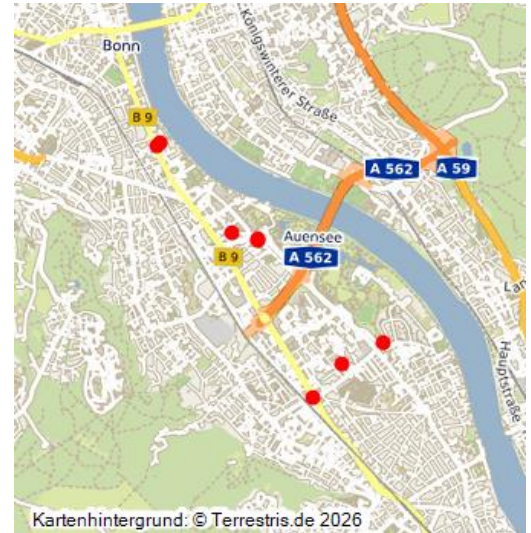 Bonn
Königswinterer Straße
B 9
A 562
A 59
Auensee
B 9
A 562
Lan
Hauptstraße
Kartenhintergrund: © Terrestris.de 2026